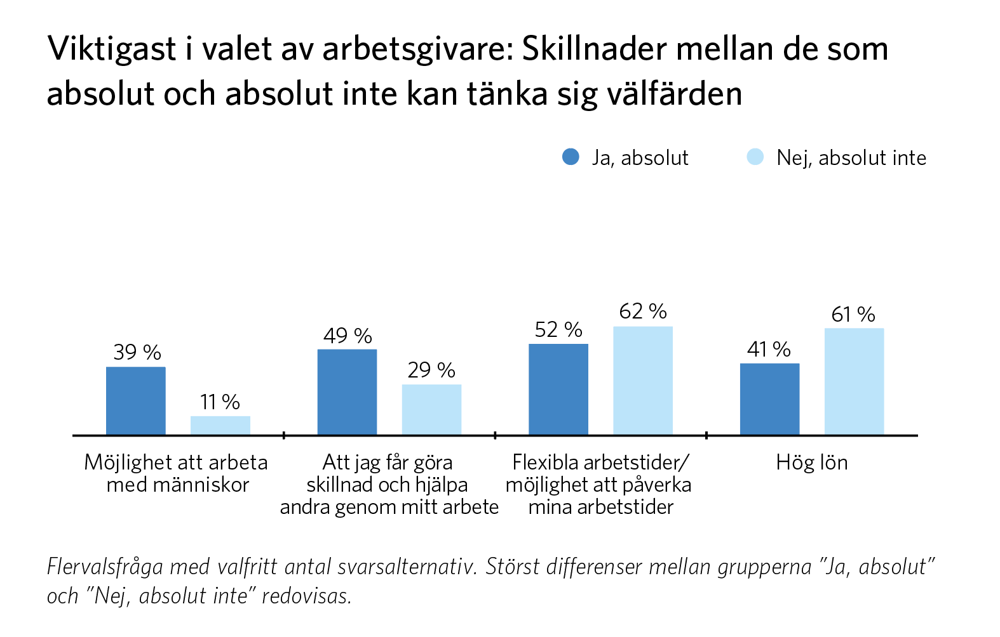 Viktigast i valet av arbetsgivare: Skillnader mellan de som
absolut och absolut inte kan tänka sig välfärden
Ja, absolut
Nej, absolut inte
39 %
11 %
49 %
29 %
52 %
62 %
41 %
61 %
Möjlighet att arbeta
med människor
Att jag får göra
skillnad och hjälpa
andra genom mitt arbete
Flexibla arbetstider/
möjlighet att påverka
mina arbetstider
Hög lön
Flervalsfråga med valfritt antal svarsalternativ. Störst differenser mellan grupperna ”Ja, absolut”
och ”Nej, absolut inte” redovisas.